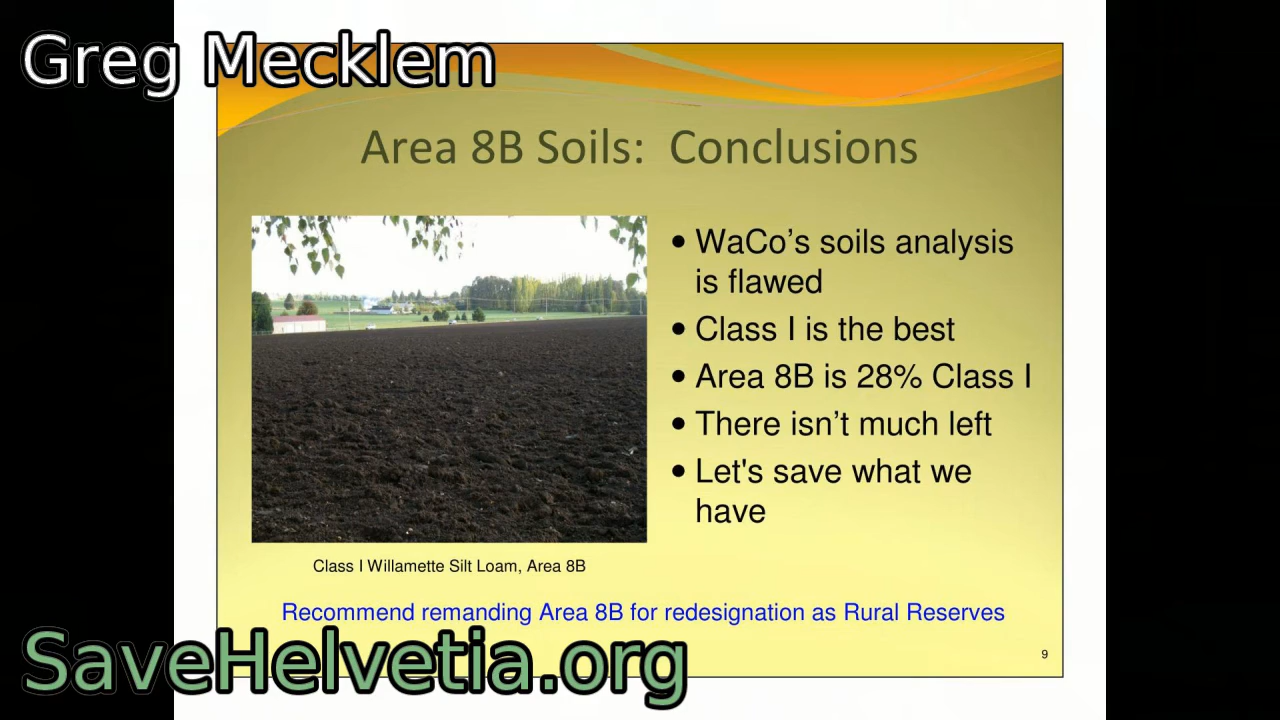 Greg Mecklem
Area 8B Soils: Conclusions
• WaCo’s soils analysis
is flawed
• Class I is the best
• Area 8B is 28% Class I
• There isn’t much left
• Let's save what we
have
Class I Willamette Silt Loam, Area 8B
Recommend remanding Area 8B for redesignation as Rural Reserves
9
SaveHelvetia.org